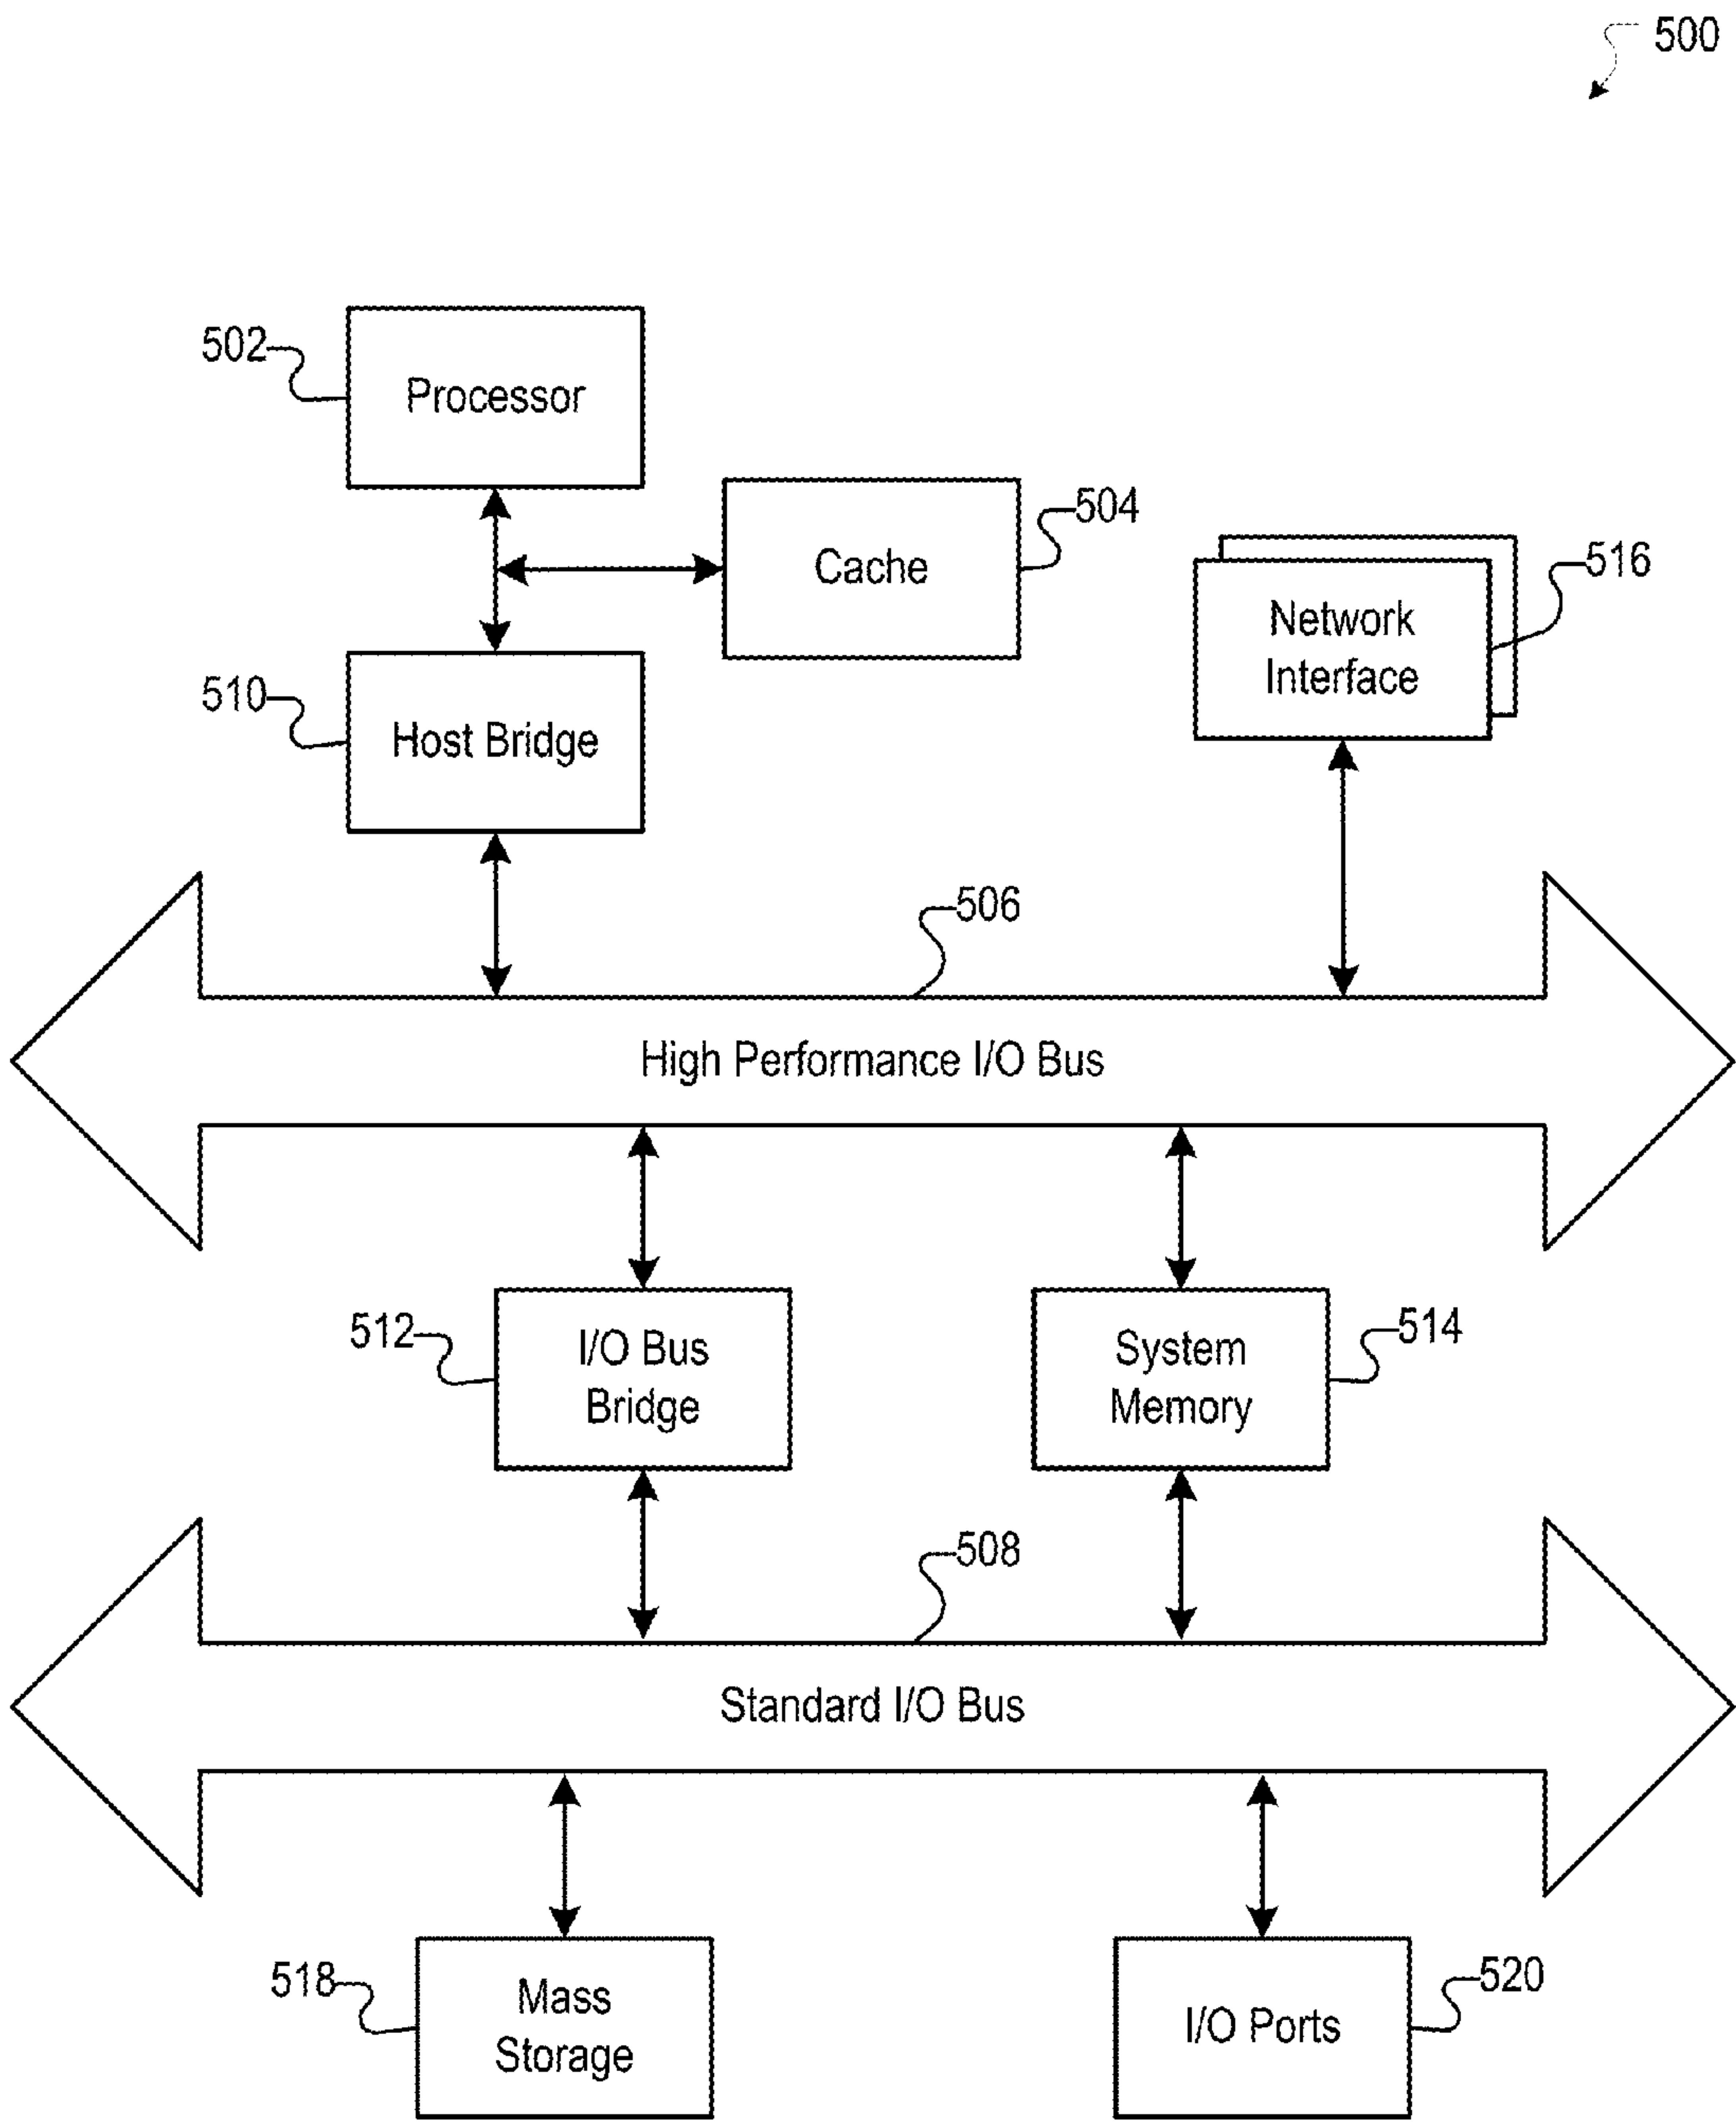 500
502
Processor
504
Cache
516
Network
Interface
510
Host Bridge
506
High Performance I/O Bus
512
I/O Bus
Bridge
System
Memory
514
508
Standard I/O Bus
518
Mass
Storage
I/O Ports
520